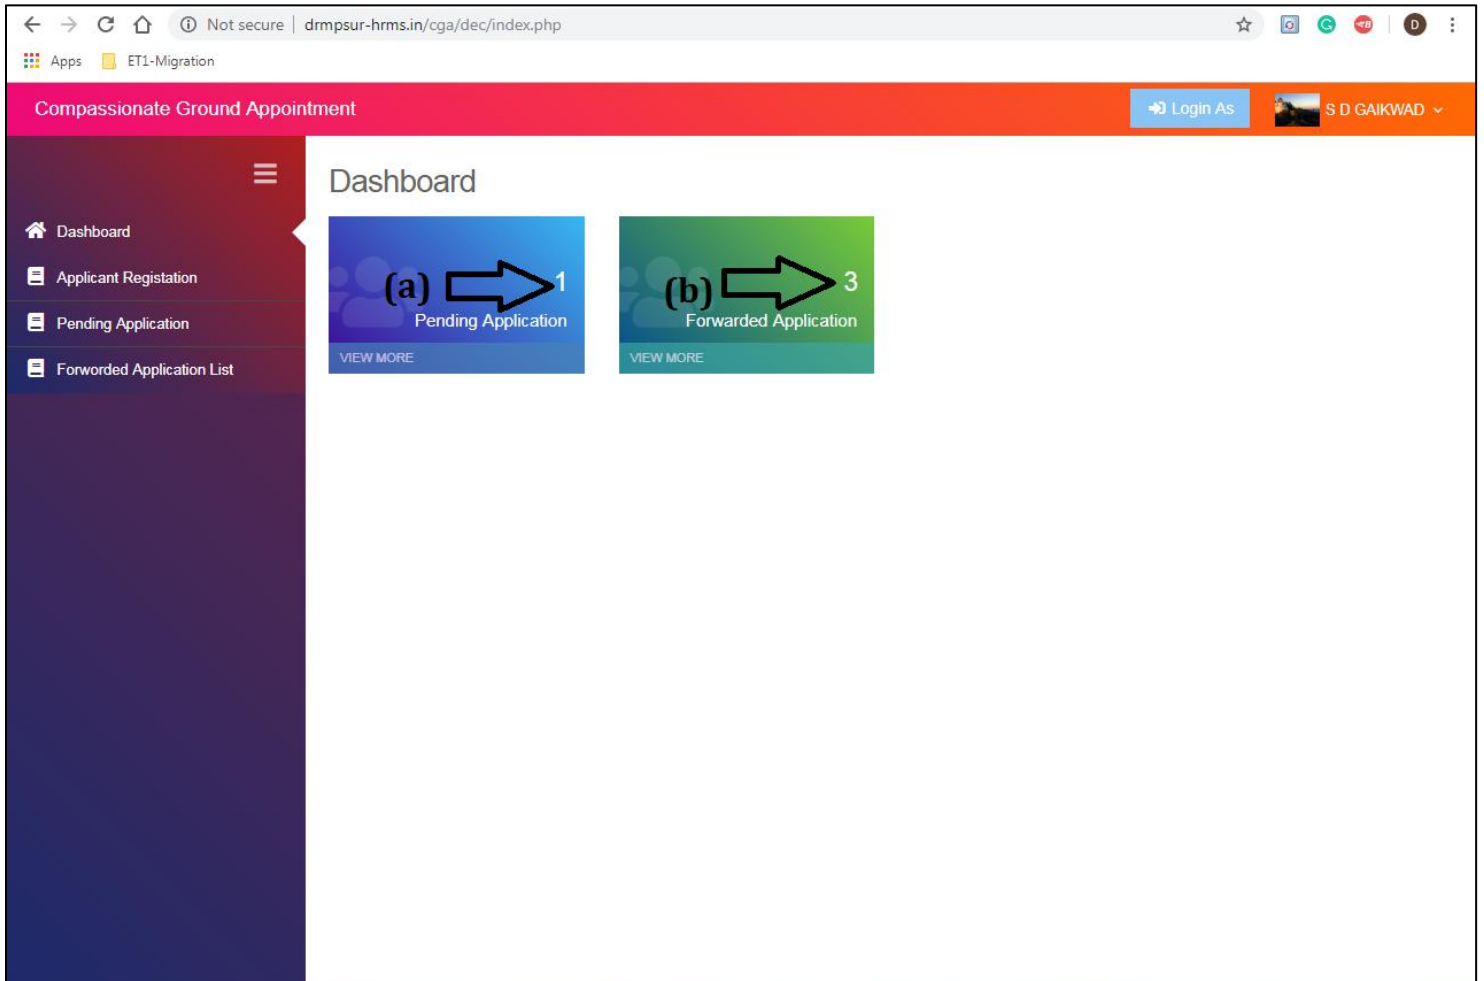 Not secure | drmpsur-hrms.in/cga/dec/index.php
D
Apps ET1-Migration
Compassionate Ground Appointment
Login As
S D GAIKWAD
Dashboard
Dashboard
Applicant Registation
Pending Application
Forworded Application List
(a) 1
Pending Application
VIEW MORE
(b) 3
Forwarded Application
VIEW MORE